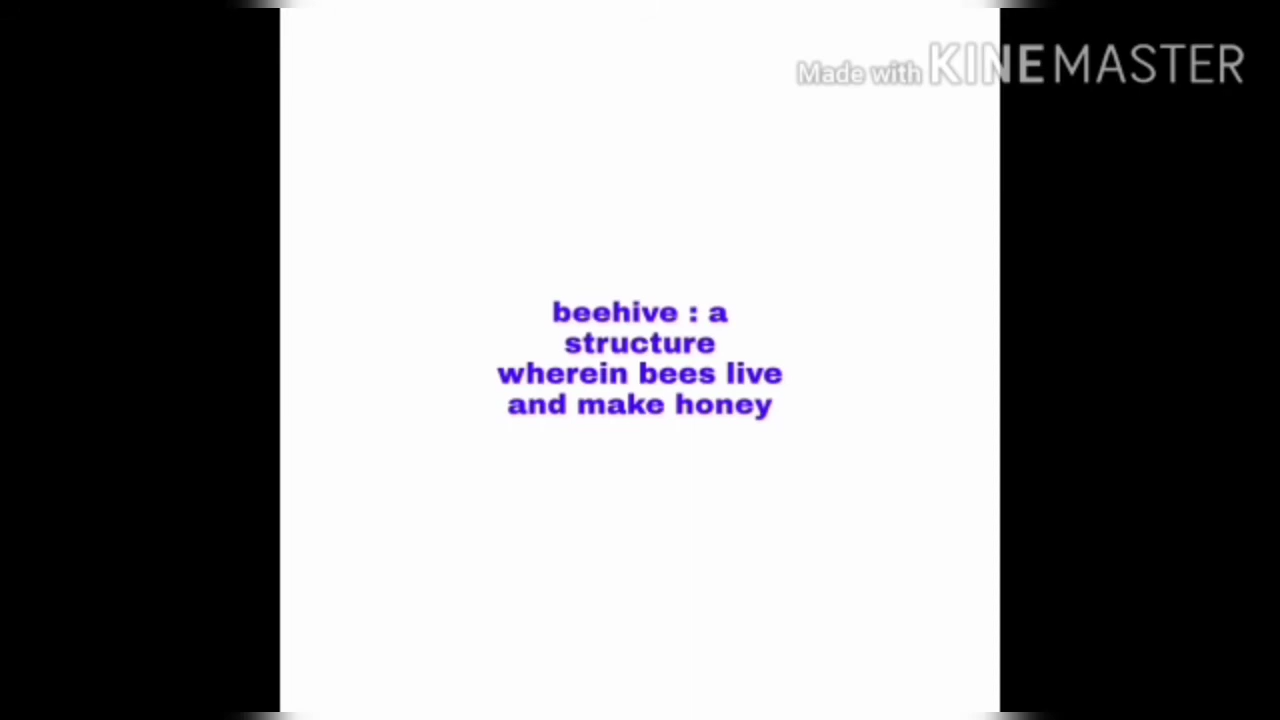 Made with KINEMASTER
beehive : a
structure
wherein bees live
and make honey